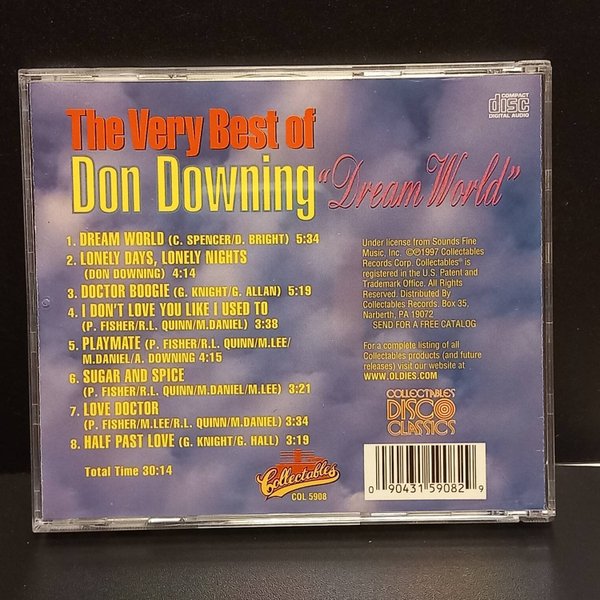 COMPACT
disc
DIGITAL AUDIO
The Very Best of
Don Downing "Dream World"
1. DREAM WORLD (C. SPENCER/D. BRIGHT) 5:34
2. LONELY DAYS, LONELY NIGHTS
(DON DOWNING) 4:14
3. DOCTOR BOOGIE (G. KNIGHT/G. ALLAN) 5:19
4. I DON'T LOVE YOU LIKE I USED TO
(P. FISHER/R.L. QUINN/M.DANIEL) 3:38
5. PLAYMATE (P. FISHER/R.L. QUINN/M.LEE/
M.DANIEL/A. DOWNING 4:15
6. SUGAR AND SPICE
(P. FISHER/R.L. QUINN/M.DANIEL/M.LEE) 3:21
7. LOVE DOCTOR
(P. FISHER/M.LEE/R.L. QUINN/M.DANIEL) 3:34
8. HALF PAST LOVE (G. KNIGHT/G. HALL) 3:19
Total Time 30:14
Under license from Sounds Fine
Music, Inc. ©℗1997 Collectables
Records Corp. Collectables® is
registered in the U.S. Patent and
Trademark Office. All Rights
Reserved. Distributed By
Collectables Records. Box 35,
Narberth, PA 19072
SEND FOR A FREE CATALOG
For a complete listing of all
Collectables products (and future
releases) visit our website at
WWW.OLDIES.COM
COLLECTABLES
DISCO
CLASSICS
Collectables
COL 5908
0 90431 59082 9